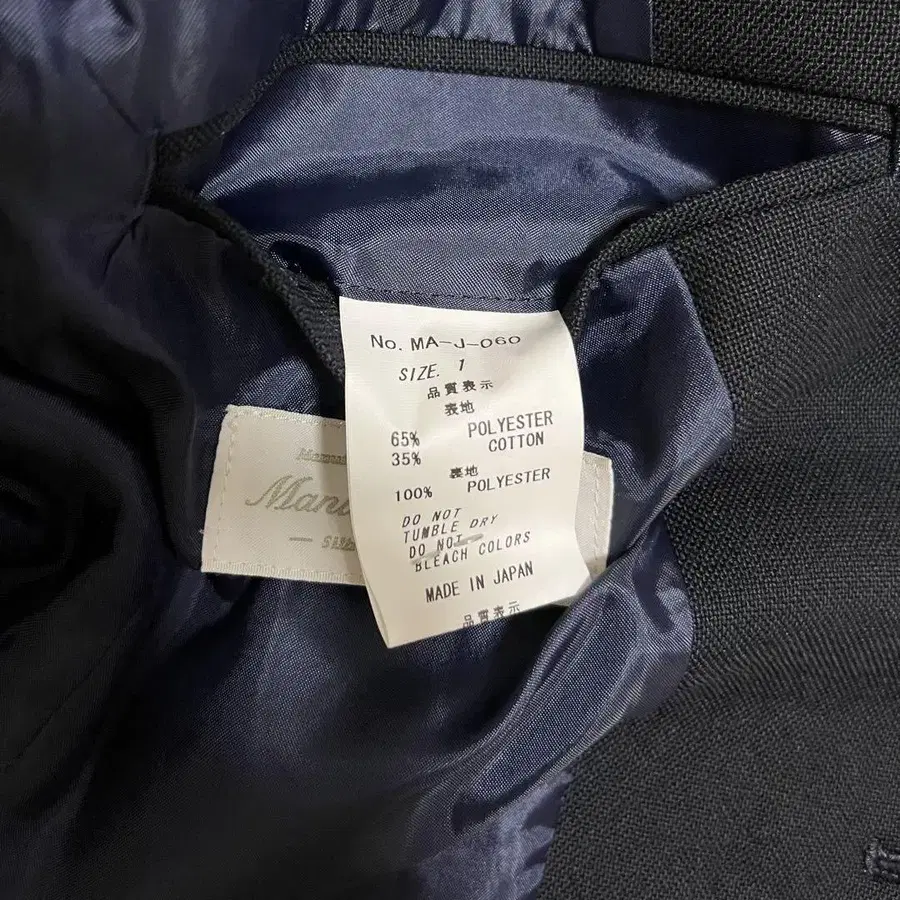 No. MA-J-060
SIZE. 1
品質表示
表地
65% POLYESTER
35% COTTON
裏地
100% POLYESTER
DO NOT
TUMBLE DRY
DO NOT
BLEACH COLORS
MADE IN JAPAN
品質表示